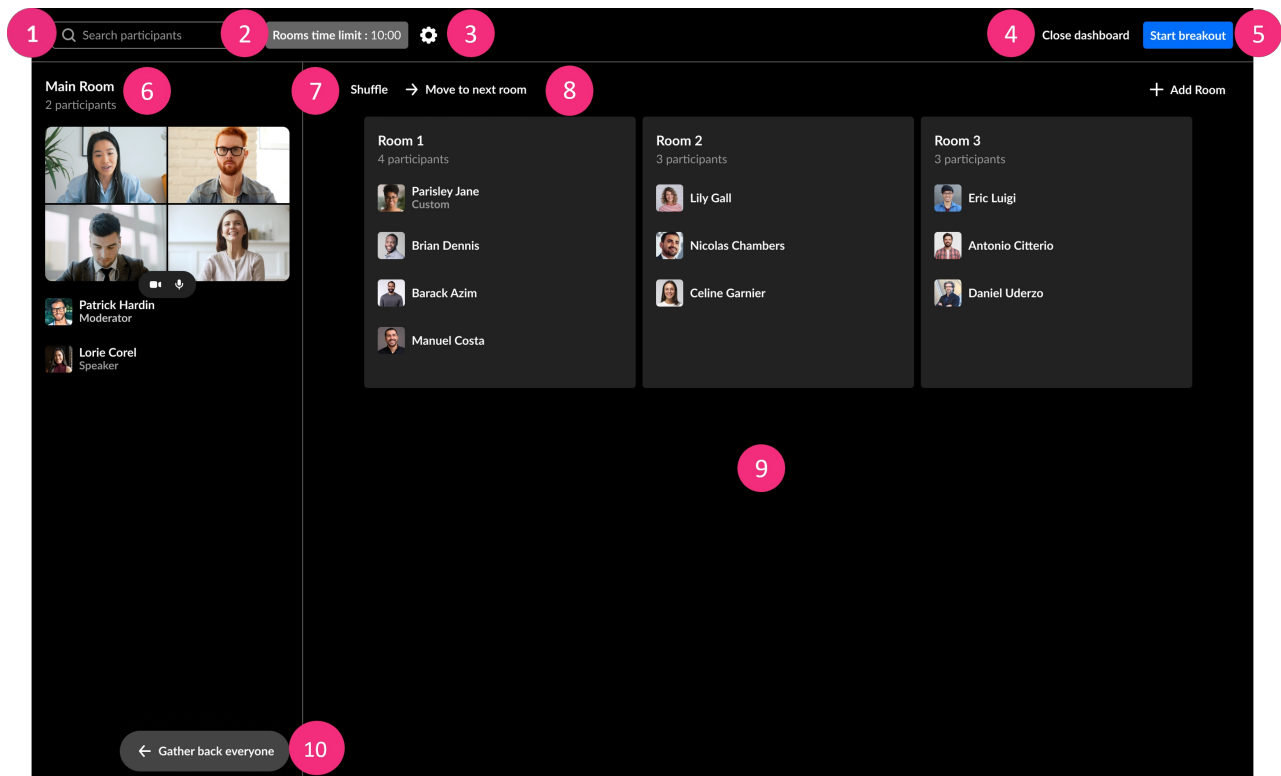 1
Search participants
2
Rooms time limit : 10:00
3
4
Close dashboard
Start breakout
5
Main Room
2 participants
6
7
Shuffle
→ Move to next room
8
+ Add Room
Room 1
4 participants
Parisley Jane
Custom
Brian Dennis
Barack Azim
Manuel Costa
Room 2
3 participants
Lily Gall
Nicolas Chambers
Celine Garnier
Room 3
3 participants
Eric Luigi
Antonio Citterio
Daniel Uderzo
Patrick Hardin
Moderator
Lorie Corel
Speaker
9
← Gather back everyone
10